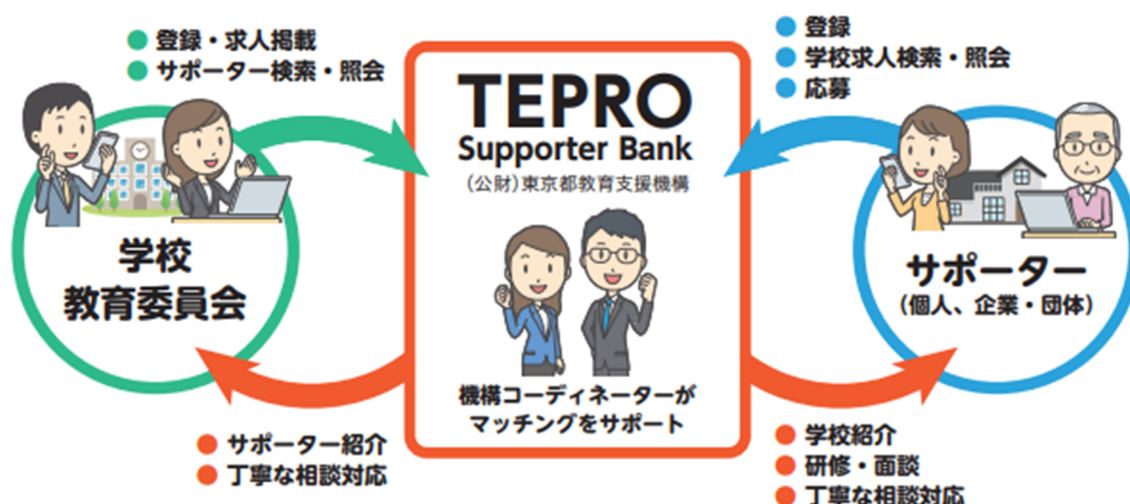 ● 登録・求人掲載
● サポーター検索・照会
学校
教育委員会
● サポーター紹介
● 丁寧な相談対応
TEPRO
Supporter Bank
(公財)東京都教育支援機構
機構コーディネーターが
マッチングをサポート
● 登録
● 学校求人検索・照会
● 応募
サポーター
(個人、企業・団体)
● 学校紹介
● 研修・面談
● 丁寧な相談対応